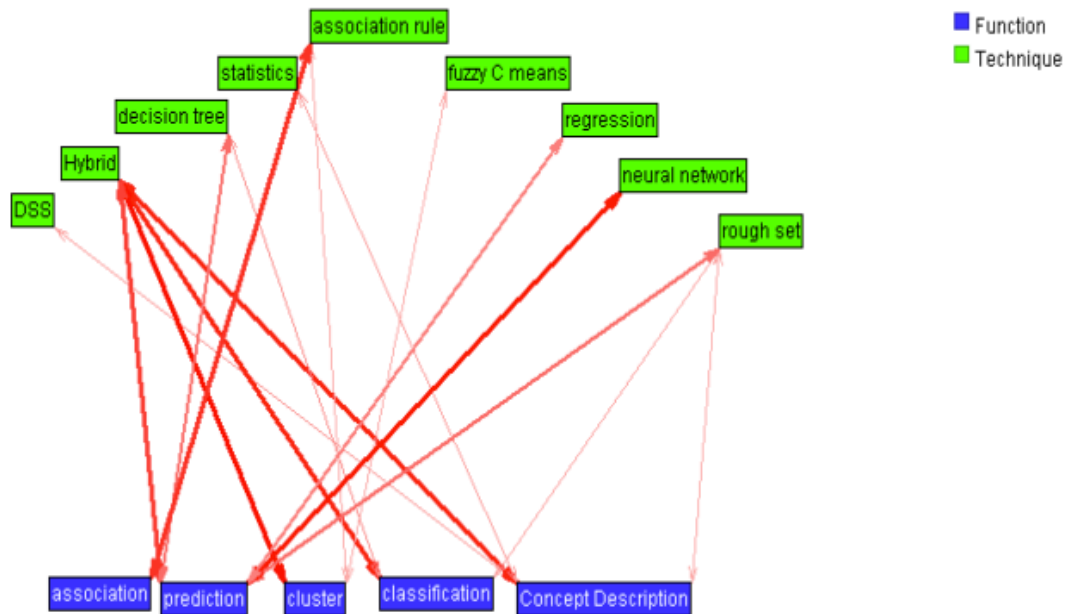 association rule
Function
Technique
statistics
fuzzy C means
decision tree
regression
Hybrid
neural network
DSS
rough set
association
prediction
cluster
classification
Concept Description